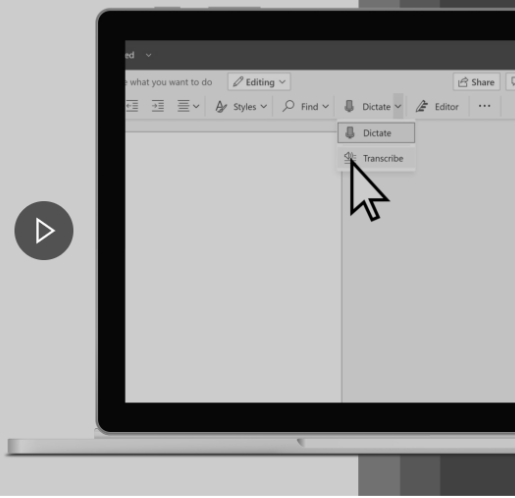 ed
what you want to do Editing Share
Styles Find Dictate Editor ...
Dictate
Transcribe